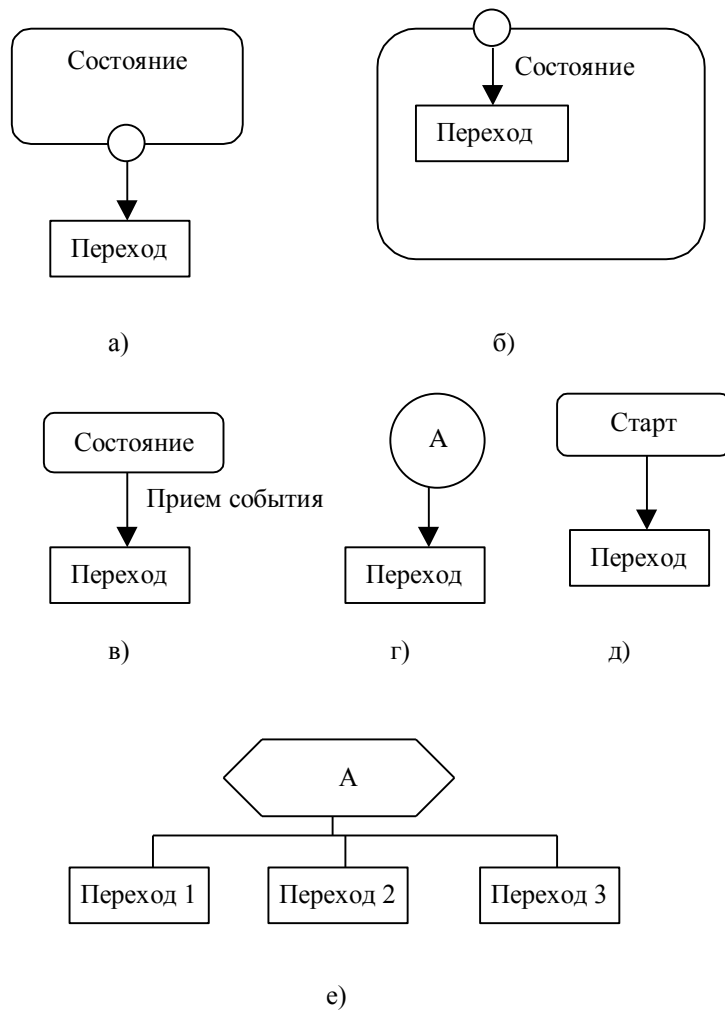 Состояние
Переход
Состояние
Переход
а)
б)
Состояние
Прием события
Переход
А
Переход
Старт
Переход
в)
г)
д)
А
Переход 1
Переход 2
Переход 3
е)